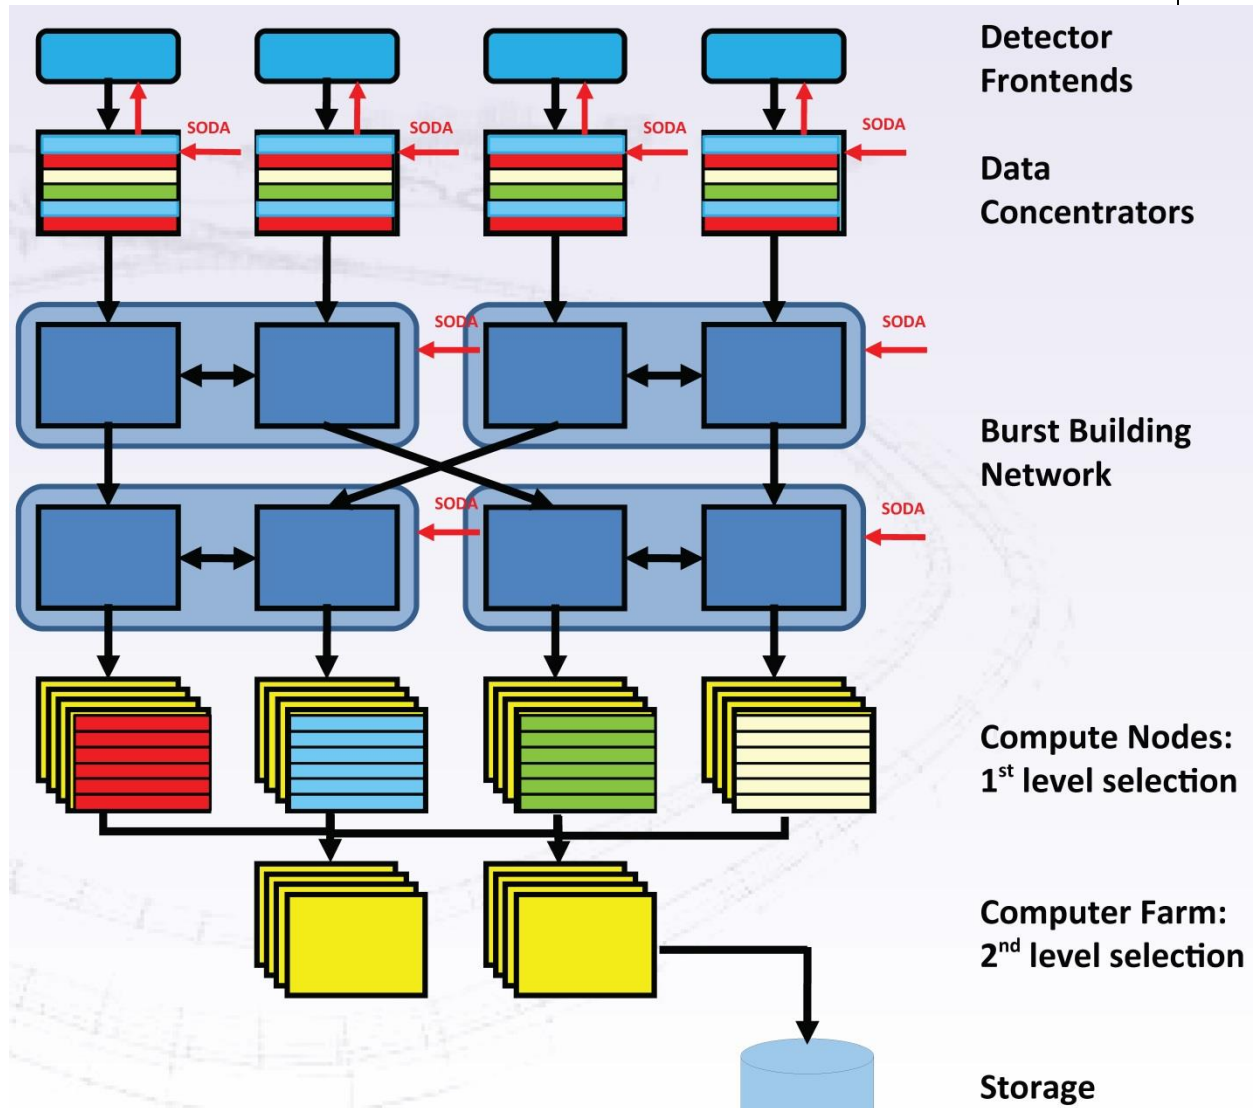 Detector
Frontends
SODA
SODA
SODA
SODA
Data
Concentrators
SODA
SODA
Burst Building
Network
SODA
SODA
Compute Nodes:
1st level selection
Computer Farm:
2nd level selection
Storage